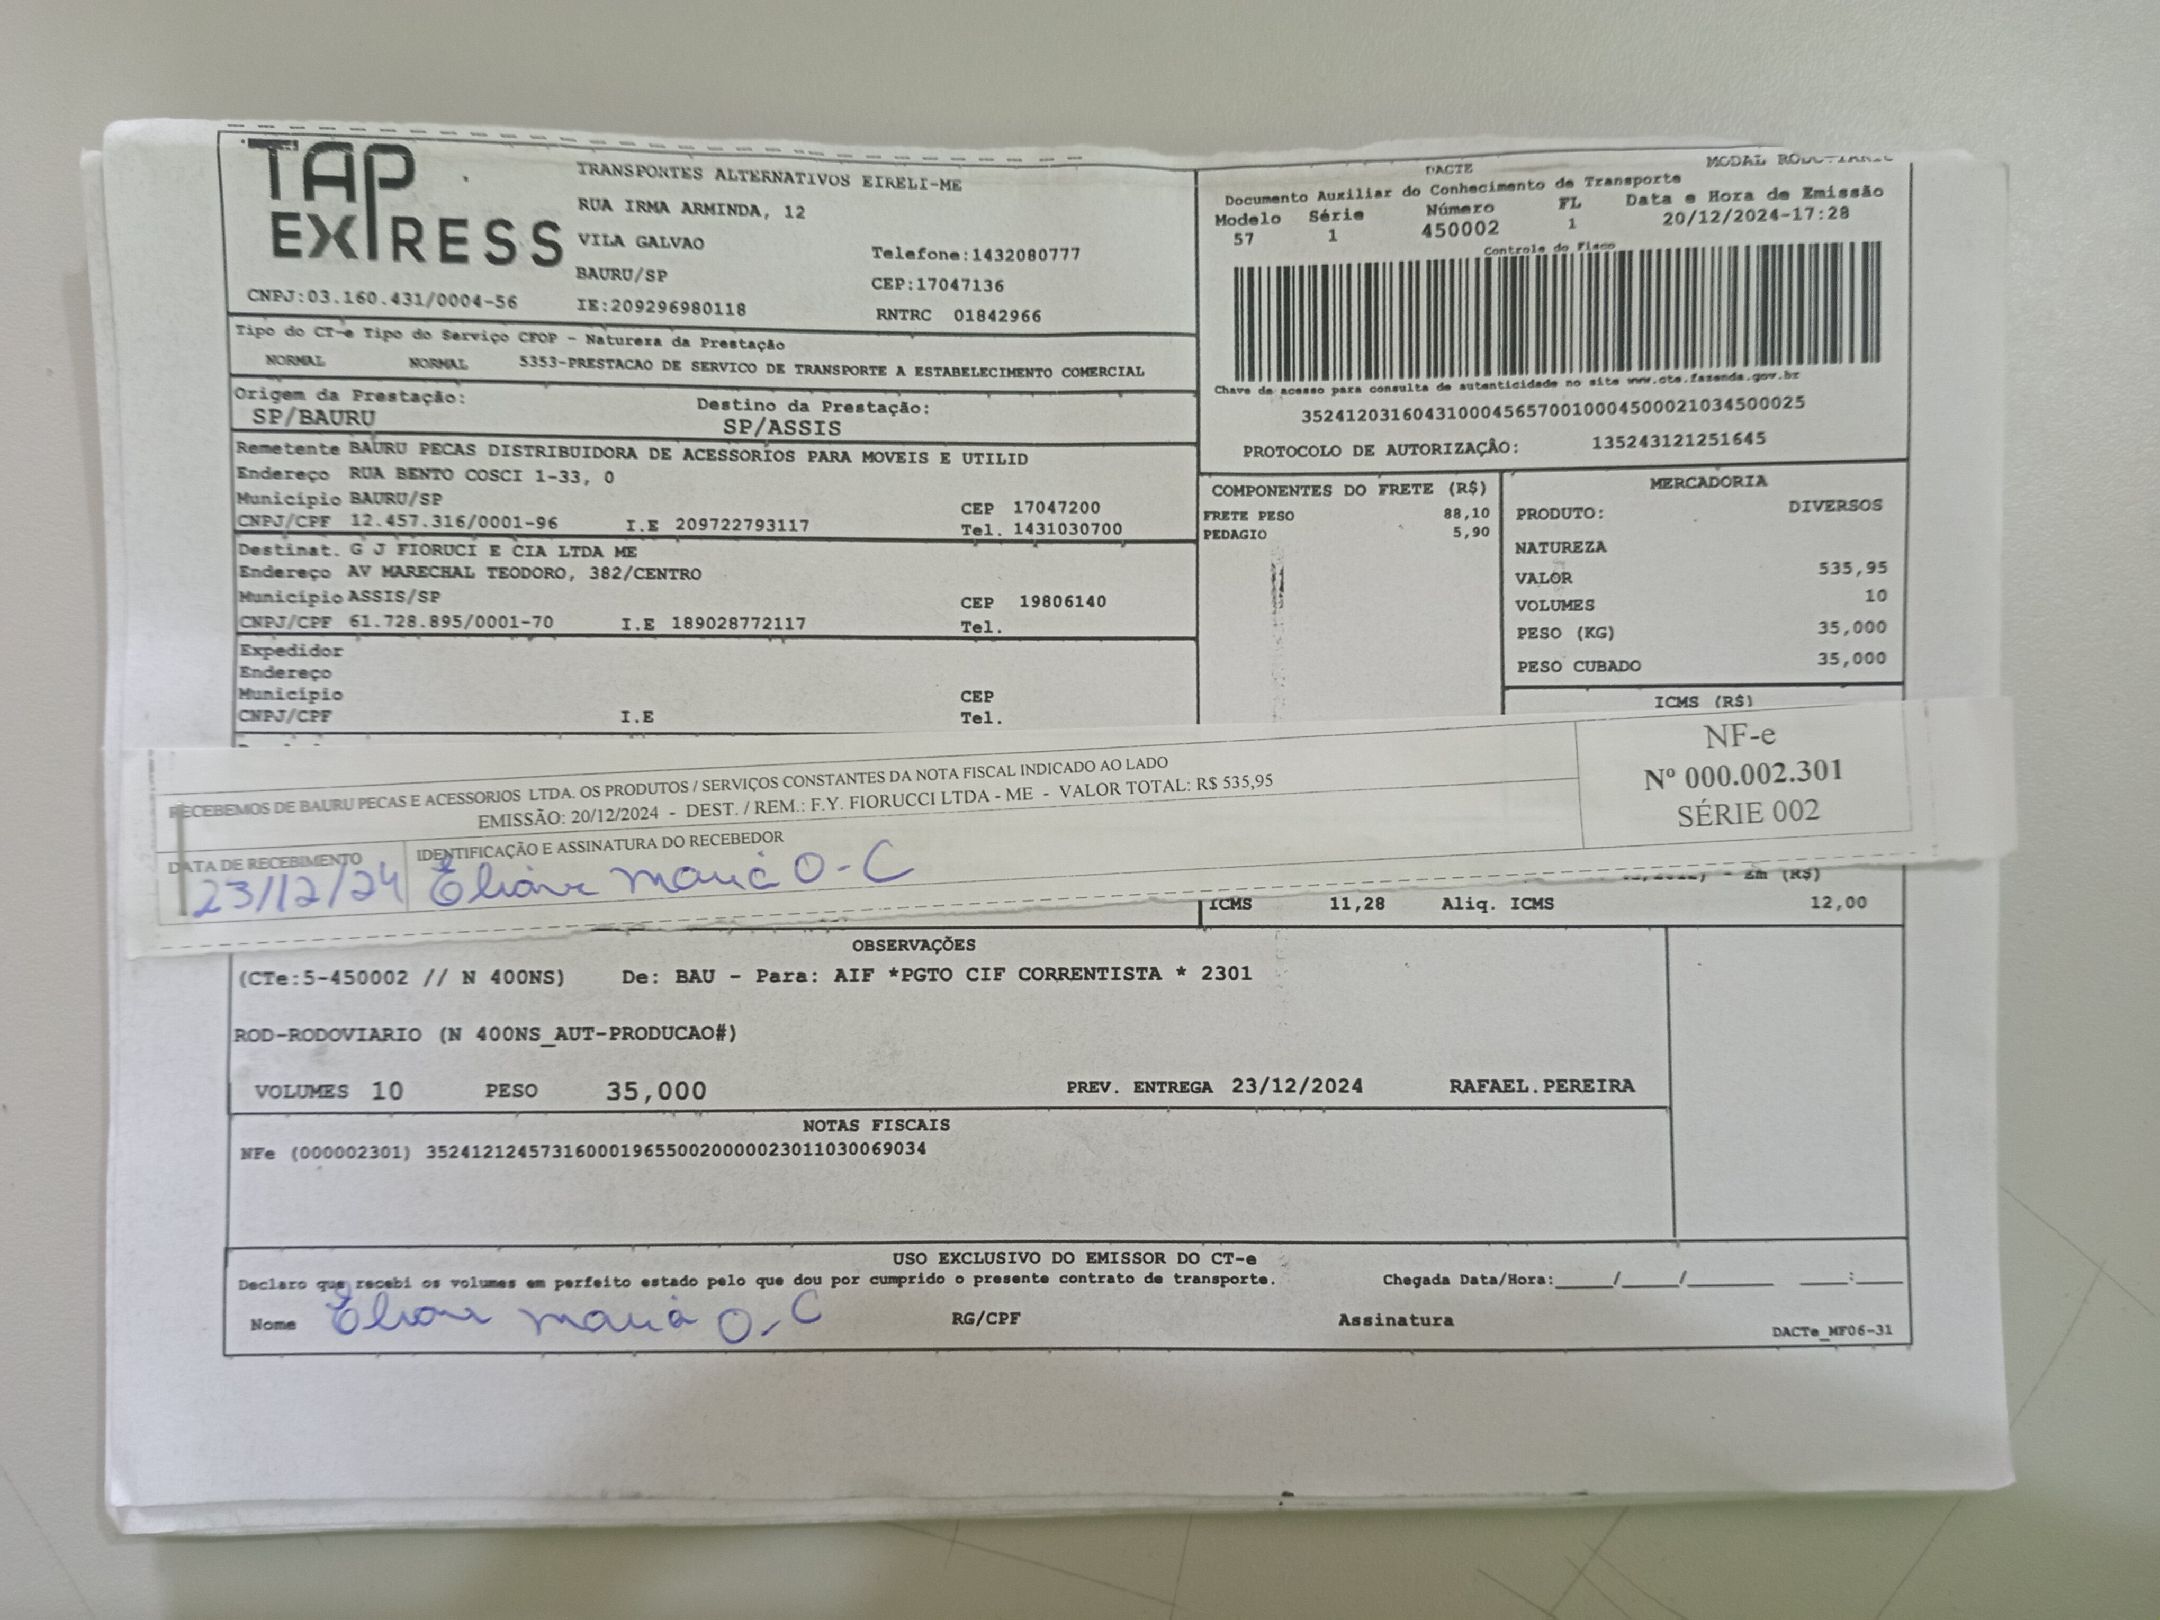 TAP
EXPRESS
CNPJ:03.160.431/0004-56
TRANSPORTES ALTERNATIVOS EIRELI-ME
RUA IRMA ARMINDA, 12
VILA GALVAO
BAURU/SP
IE:209296980118
Telefone:1432080777
CEP:17047136
RNTRC 01842966
DACTE
MODAL
Documento Auxiliar do Conhecimento de Transporte
Modelo Série Número FL Data e Hora de Emissão
57 1 450002 1 20/12/2024-17:28
Controle do Fisco
Chave de acesso para consulta de autenticidade no site www.cte.fazenda.gov.br
35241203160431000456570010004500021034500025
PROTOCOLO DE AUTORIZAÇÂO: 135243121251645
Tipo do CT-e Tipo do Serviço CFOP - Natureza da Prestação
NORMAL NORMAL 5353-PRESTACAO DE SERVICO DE TRANSPORTE A ESTABELECIMENTO COMERCIAL
Origem da Prestação: Destino da Prestação:
SP/BAURU SP/ASSIS
Remetente BAURU PECAS DISTRIBUIDORA DE ACESSORIOS PARA MOVEIS E UTILID
Endereço RUA BENTO COSCI 1-33, 0
Município BAURU/SP CEP 17047200
CNPJ/CPF 12.457.316/0001-96 I.E 209722793117 Tel. 1431030700
Destinat. G J FIORUCI E CIA LTDA ME
Endereço AV MARECHAL TEODORO, 382/CENTRO
Município ASSIS/SP CEP 19806140
CNPJ/CPF 61.728.895/0001-70 I.E 189028772117 Tel.
Expedidor
Endereço
Município CEP
CNPJ/CPF I.E Tel.
COMPONENTES DO FRETE (R$)
FRETE PESO 88,10
PEDAGIO 5,90
MERCADORIA
PRODUTO: DIVERSOS
NATUREZA
VALOR 535,95
VOLUMES 10
PESO (KG) 35,000
PESO CUBADO 35,000
ICMS (R$)
RECEBEMOS DE BAURU PECAS E ACESSORIOS LTDA. OS PRODUTOS / SERVIÇOS CONSTANTES DA NOTA FISCAL INDICADO AO LADO
EMISSÃO: 20/12/2024 - DEST. / REM.: F.Y. FIORUCCI LTDA - ME - VALOR TOTAL: R$ 535,95
DATA DE RECEBIMENTO IDENTIFICAÇÃO E ASSINATURA DO RECEBEDOR
23/12/24 Eliane Maria O-C
NF-e
Nº 000.002.301
SÉRIE 002
(R$)
ICMS 11,28 Aliq. ICMS 12,00
OBSERVAÇÕES
(CTe:5-450002 // N 400NS) De: BAU - Para: AIF *PGTO CIF CORRENTISTA * 2301
ROD-RODOVIARIO (N 400NS_AUT-PRODUCAO#)
VOLUMES 10 PESO 35,000 PREV. ENTREGA 23/12/2024 RAFAEL.PEREIRA
NOTAS FISCAIS
NFe (000002301) 35241212457316000196550020000023011030069034
USO EXCLUSIVO DO EMISSOR DO CT-e
Declaro que recebi os volumes em perfeito estado pelo que dou por cumprido o presente contrato de transporte. Chegada Data/Hora:_____/_____/_______ ____:____
Nome Eliane Maria O-C RG/CPF Assinatura
DACTe_MF06-31